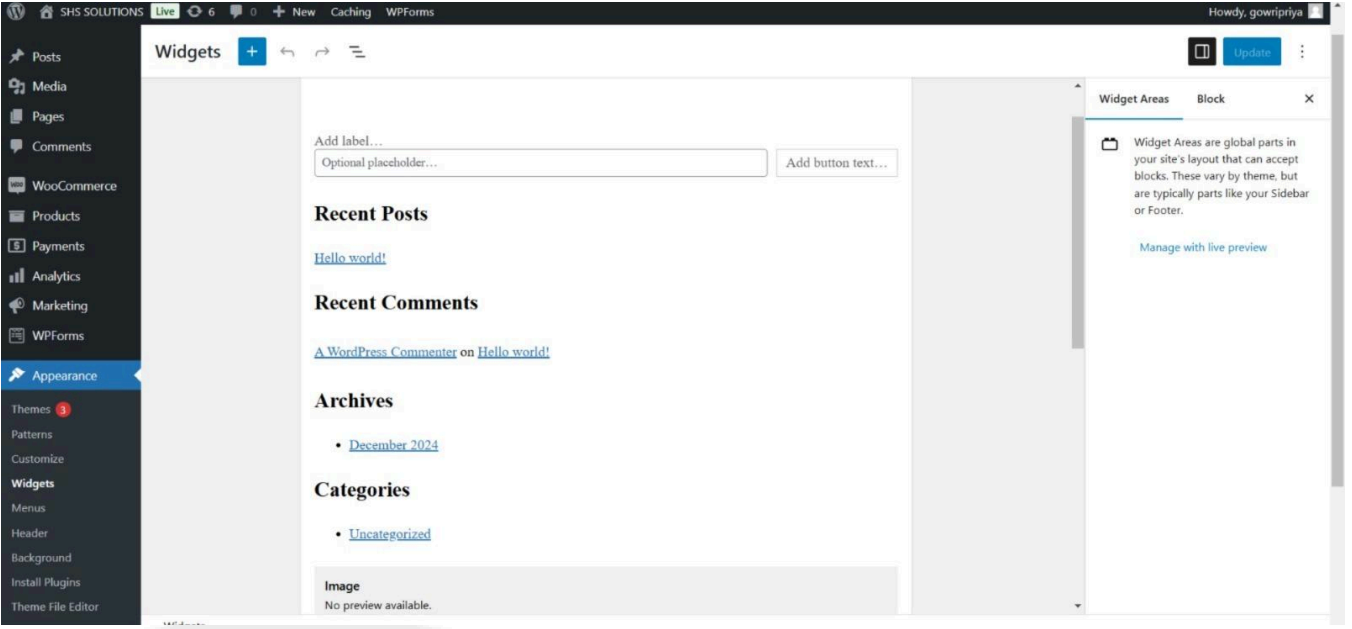 SHS SOLUTIONS Live 6 0 + New Caching WPForms Howdy, gowripriya
Posts
Media
Pages
Comments
WooCommerce
Products
Payments
Analytics
Marketing
WPForms
Appearance
Themes 3
Patterns
Customize
Widgets
Menus
Header
Background
Install Plugins
Theme File Editor
Widgets + Update
Add label...
Optional placeholder... Add button text...
Recent Posts
Hello world!
Recent Comments
A WordPress Commenter on Hello world!
Archives
• December 2024
Categories
• Uncategorized
Image
No preview available.
Widget Areas Block ×
Widget Areas are global parts in
your site's layout that can accept
blocks. These vary by theme, but
are typically parts like your Sidebar
or Footer.
Manage with live preview
Widgets